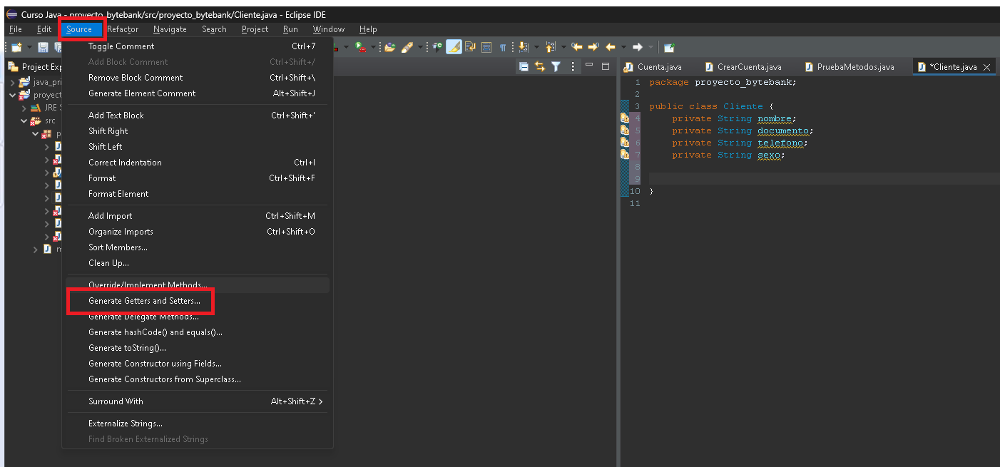 Curso Java - proyecto_bytebank/src/proyecto_bytebank/Cliente.java - Eclipse IDE
File Edit Source Refactor Navigate Search Project Run Window Help
Project Exp
java_pri
proyect
JRE S
src
p
m
Toggle Comment Ctrl+7
Add Block Comment Ctrl+Shift+/
Remove Block Comment Ctrl+Shift+\
Generate Element Comment Alt+Shift+J
Add Text Block Ctrl+Shift+'
Shift Right
Shift Left
Correct Indentation Ctrl+I
Format Ctrl+Shift+F
Format Element
Add Import Ctrl+Shift+M
Organize Imports Ctrl+Shift+O
Sort Members...
Clean Up...
Override/Implement Methods...
Generate Getters and Setters...
Generate Delegate Methods...
Generate hashCode() and equals()...
Generate toString()...
Generate Constructor using Fields...
Generate Constructors from Superclass...
Surround With Alt+Shift+Z
Externalize Strings...
Find Broken Externalized Strings
Cuenta.java CrearCuenta.java PruebaMetodos.java *Cliente.java
1 package proyecto_bytebank;
2
3 public class Cliente {
4 private String nombre;
5 private String documento;
6 private String telefono;
7 private String sexo;
8
9
10 }
11